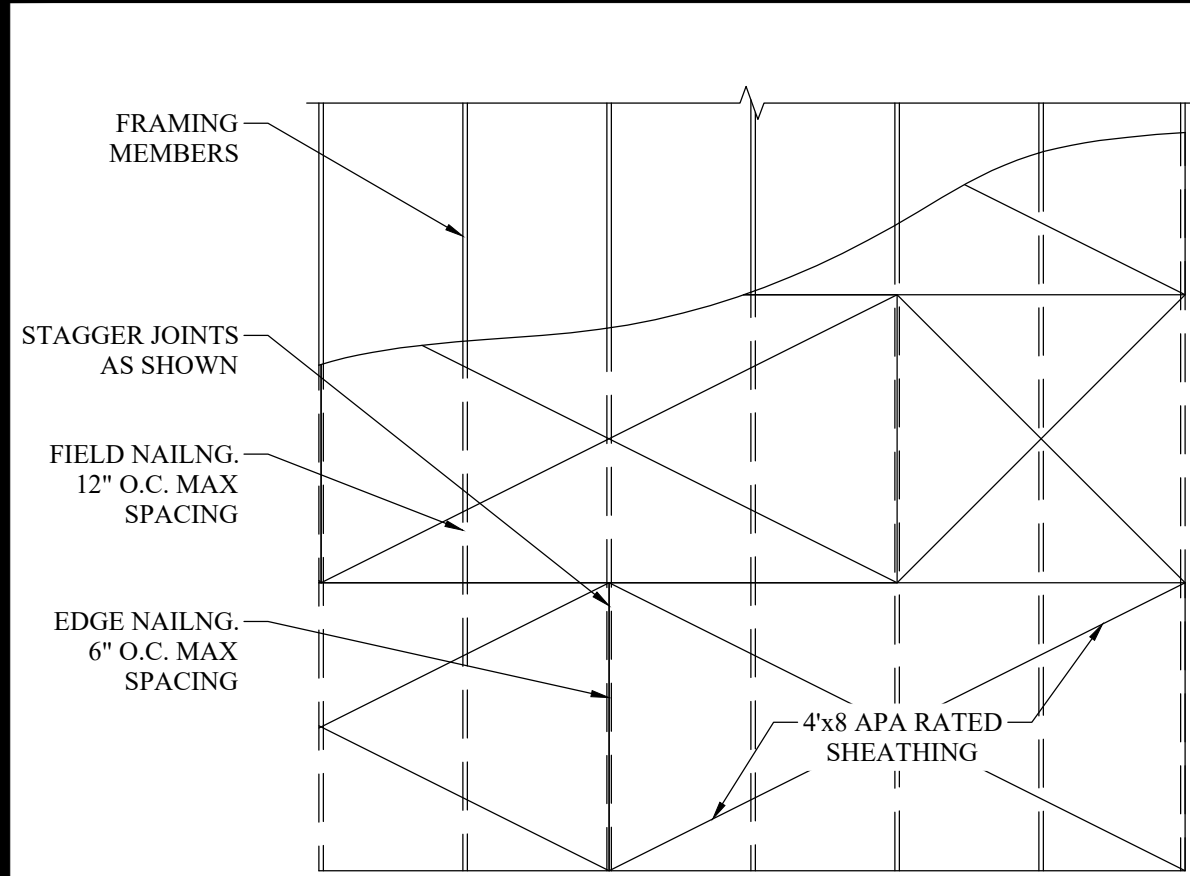 FRAMING
MEMBERS
STAGGER JOINTS
AS SHOWN
FIELD NAILNG.
12" O.C. MAX
SPACING
EDGE NAILNG.
6" O.C. MAX
SPACING
4'x8 APA RATED
SHEATHING